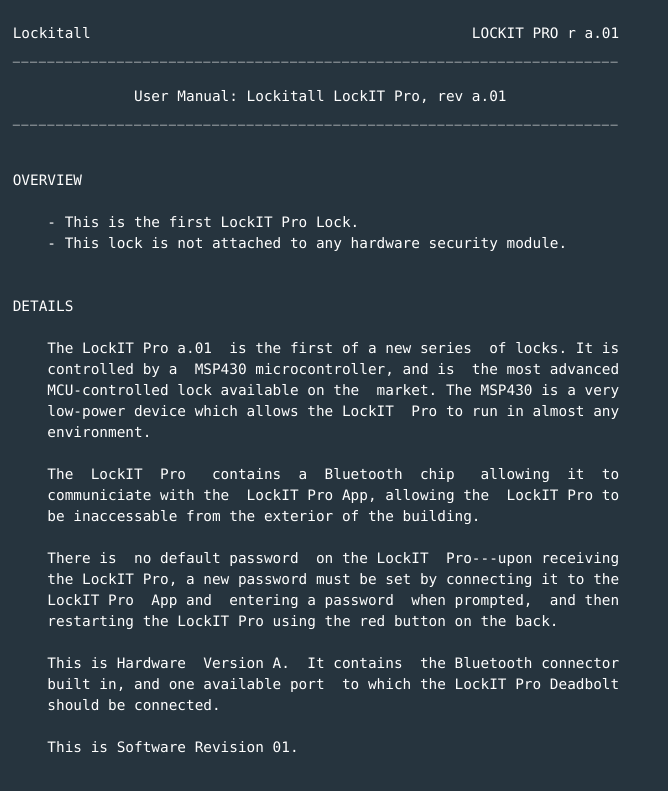 Lockitall LOCKIT PRO r a.01
User Manual: Lockitall LockIT Pro, rev a.01
OVERVIEW
- This is the first LockIT Pro Lock.
- This lock is not attached to any hardware security module.
DETAILS
The LockIT Pro a.01  is the first of a new series  of locks. It is
controlled by a  MSP430 microcontroller, and is  the most advanced
MCU-controlled lock available on the  market. The MSP430 is a very
low-power device which allows the LockIT  Pro to run in almost any
environment.
The  LockIT  Pro   contains  a  Bluetooth  chip   allowing  it  to
communiciate with the  LockIT Pro App, allowing the  LockIT Pro to
be inaccessable from the exterior of the building.
There is  no default password  on the LockIT  Pro---upon receiving
the LockIT Pro, a new password must be set by connecting it to the
LockIT Pro  App and  entering a password  when prompted,  and then
restarting the LockIT Pro using the red button on the back.
This is Hardware  Version A.  It contains  the Bluetooth connector
built in, and one available port  to which the LockIT Pro Deadbolt
should be connected.
This is Software Revision 01.